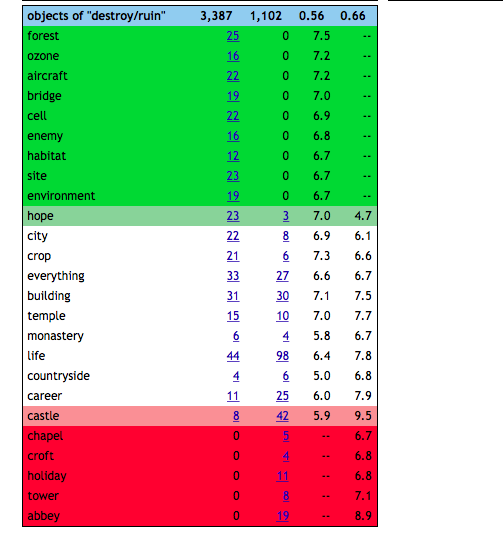 objects of "destroy/ruin" 3,387 1,102 0.56 0.66
forest 25 0 7.5 --
ozone 16 0 7.2 --
aircraft 22 0 7.2 --
bridge 19 0 7.0 --
cell 22 0 6.9 --
enemy 16 0 6.8 --
habitat 12 0 6.7 --
site 23 0 6.7 --
environment 19 0 6.7 --
hope 23 3 7.0 4.7
city 22 8 6.9 6.1
crop 21 6 7.3 6.6
everything 33 27 6.6 6.7
building 31 30 7.1 7.5
temple 15 10 7.0 7.7
monastery 6 4 5.8 6.7
life 44 98 6.4 7.8
countryside 4 6 5.0 6.8
career 11 25 6.0 7.9
castle 8 42 5.9 9.5
chapel 0 5 -- 6.7
croft 0 4 -- 6.8
holiday 0 11 -- 6.8
tower 0 8 -- 7.1
abbey 0 19 -- 8.9